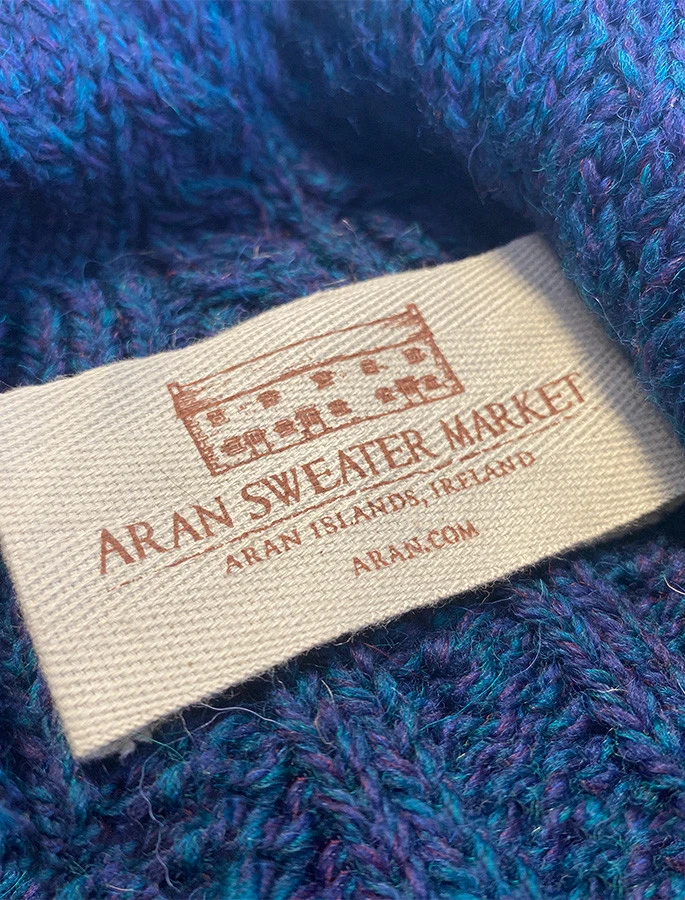 ARAN SWEATER MARKET
ARAN ISLANDS, IRELAND
ARAN.COM